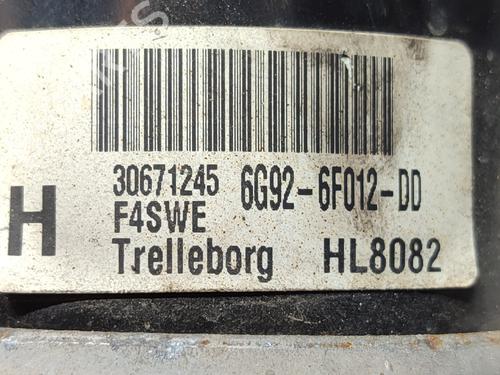 30671245 6G92-6F012-DD
F4SWE
H
Trelleborg HL8082